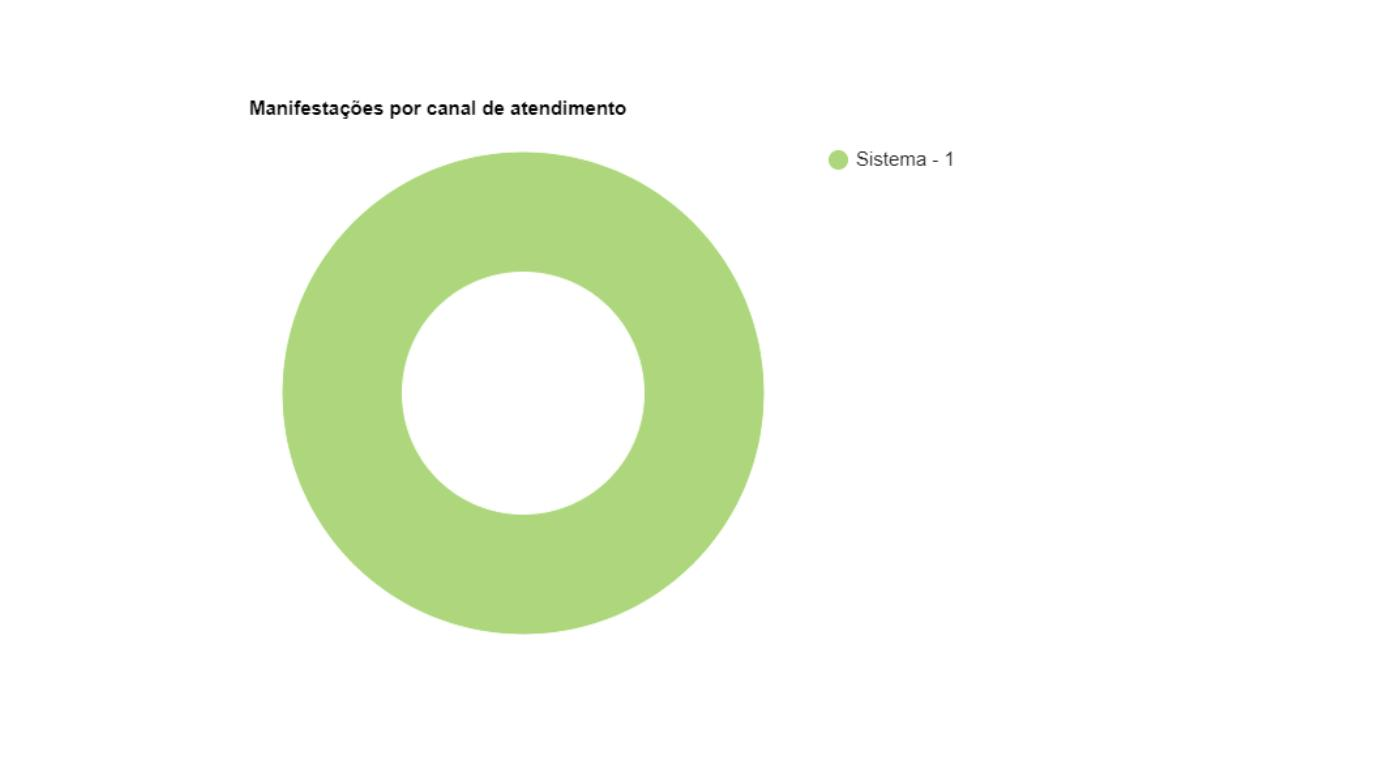 Manifestações por canal de atendimento
Sistema - 1